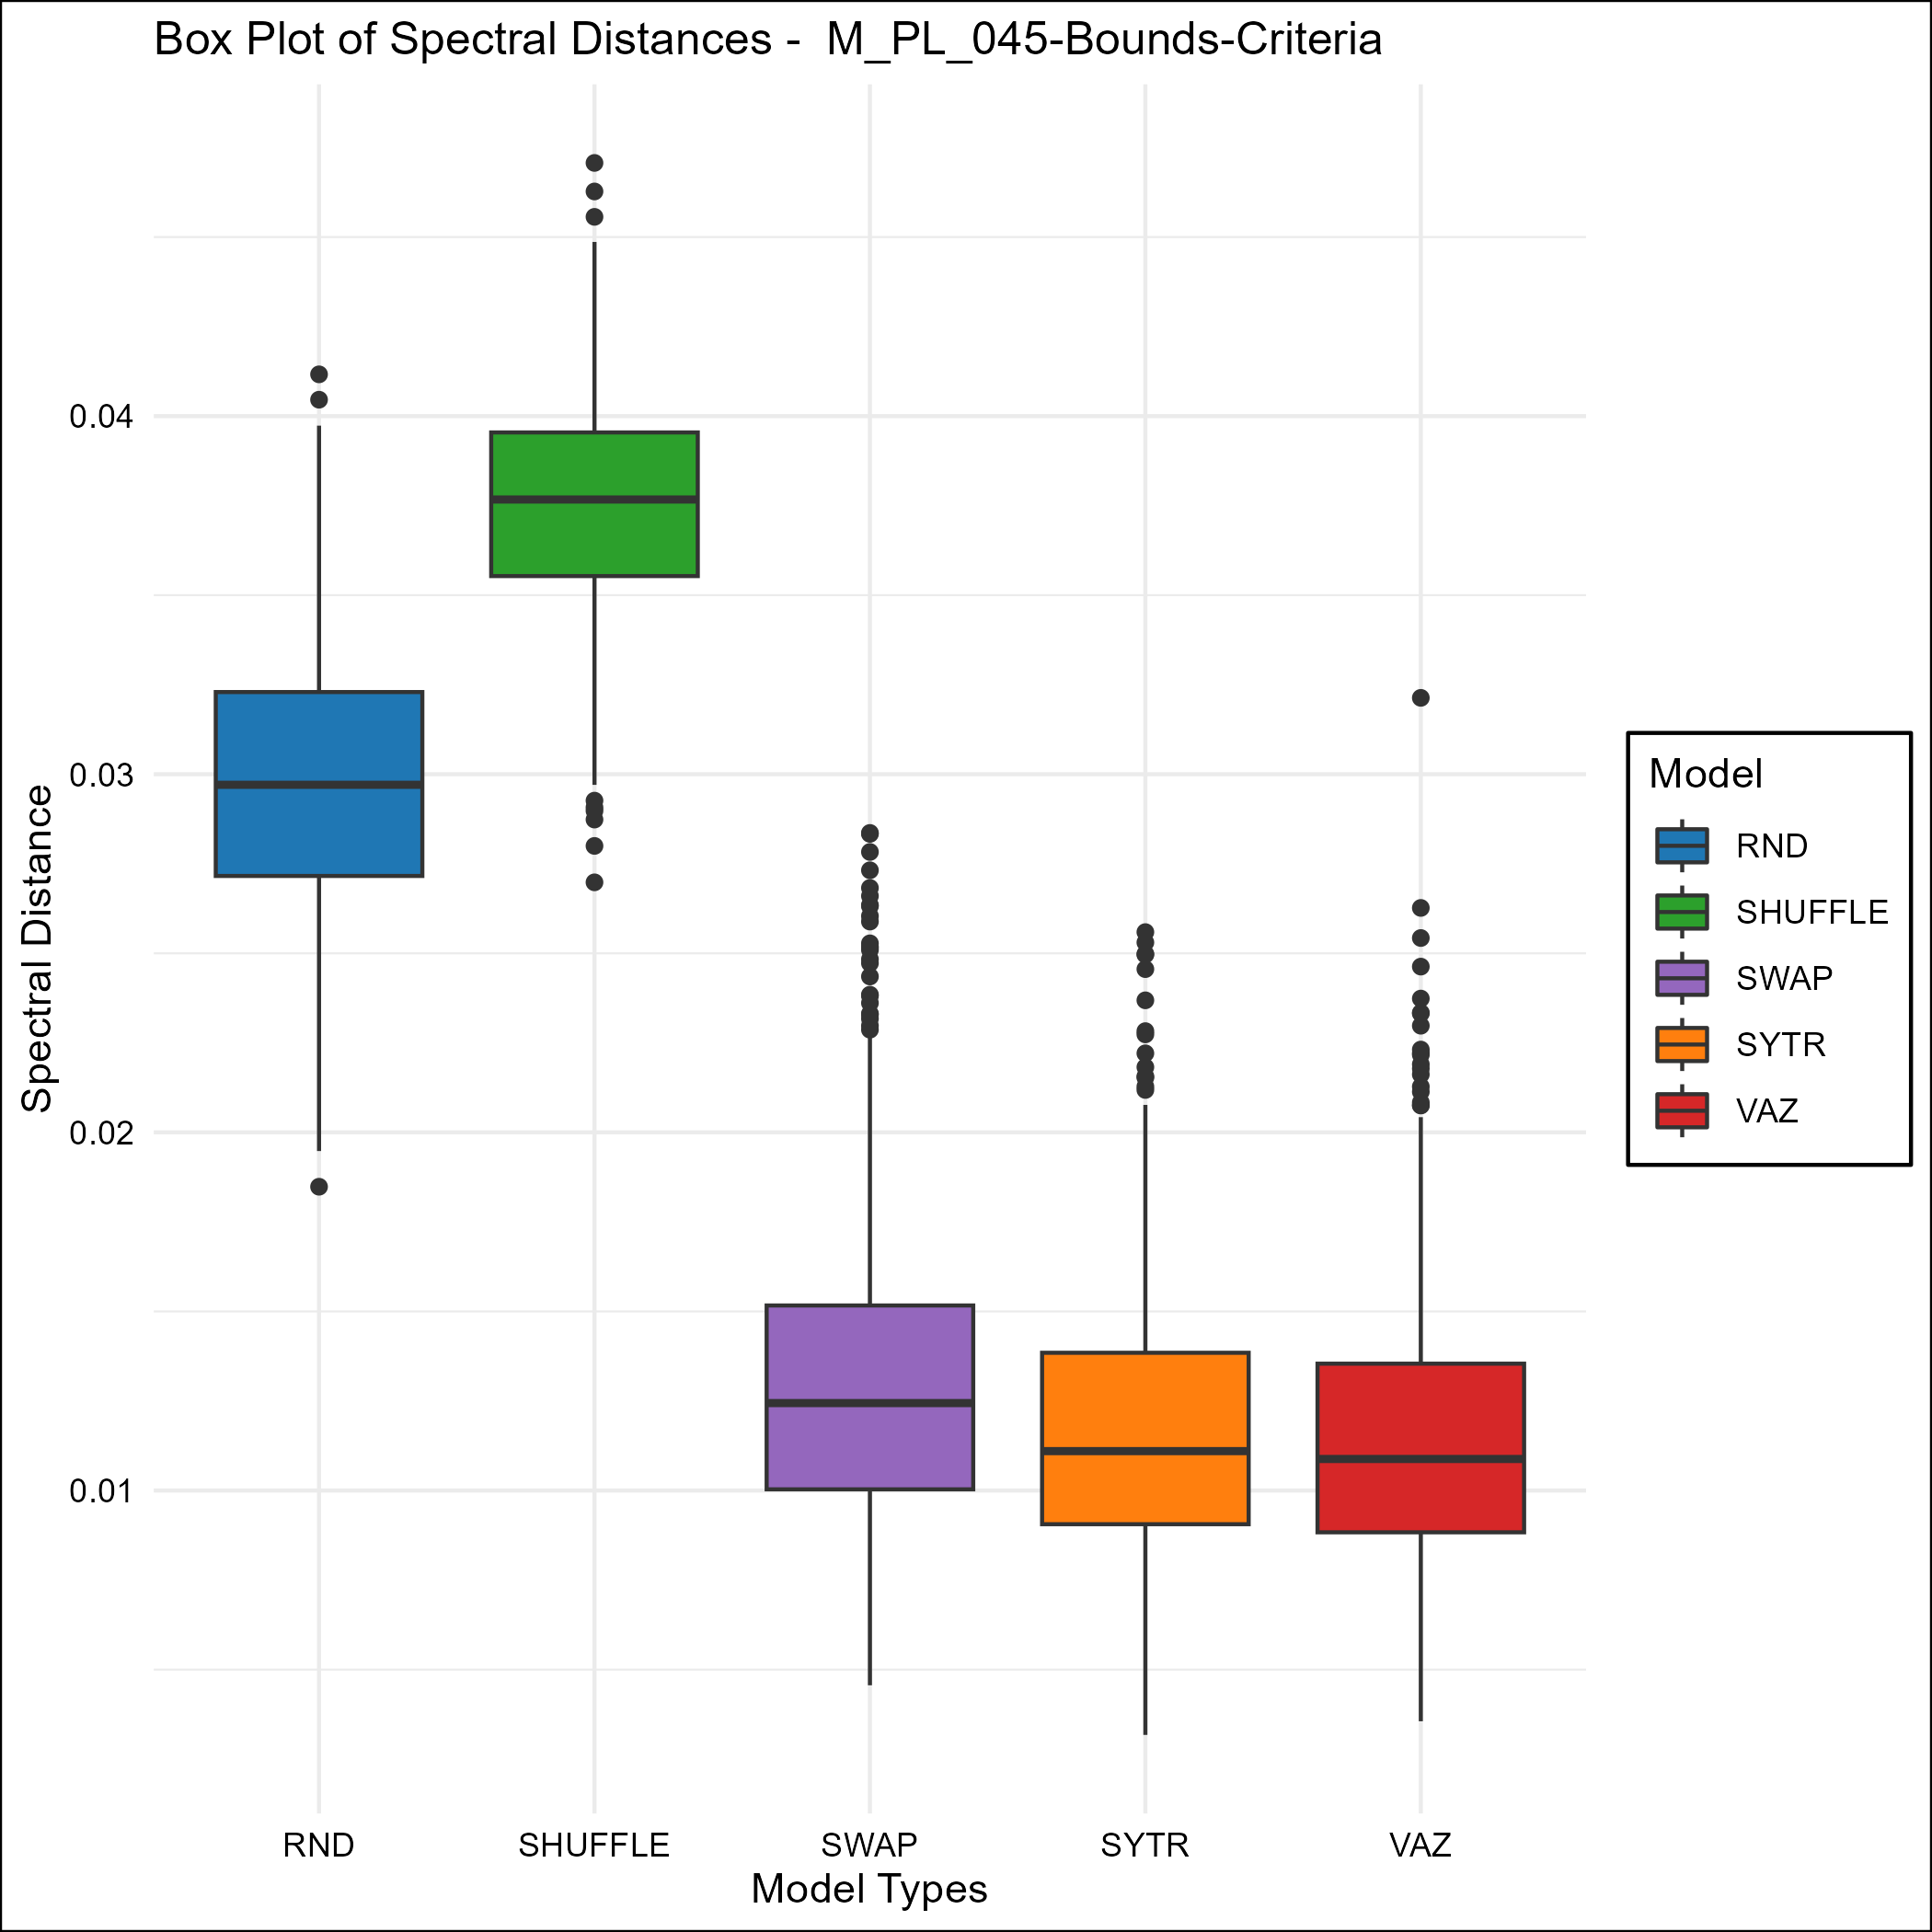 Box Plot of Spectral Distances -  M_PL_045-Bounds-Criteria
Spectral Distance
0.04
0.03
0.02
0.01
RND
SHUFFLE
SWAP
SYTR
VAZ
Model Types
Model
RND
SHUFFLE
SWAP
SYTR
VAZ